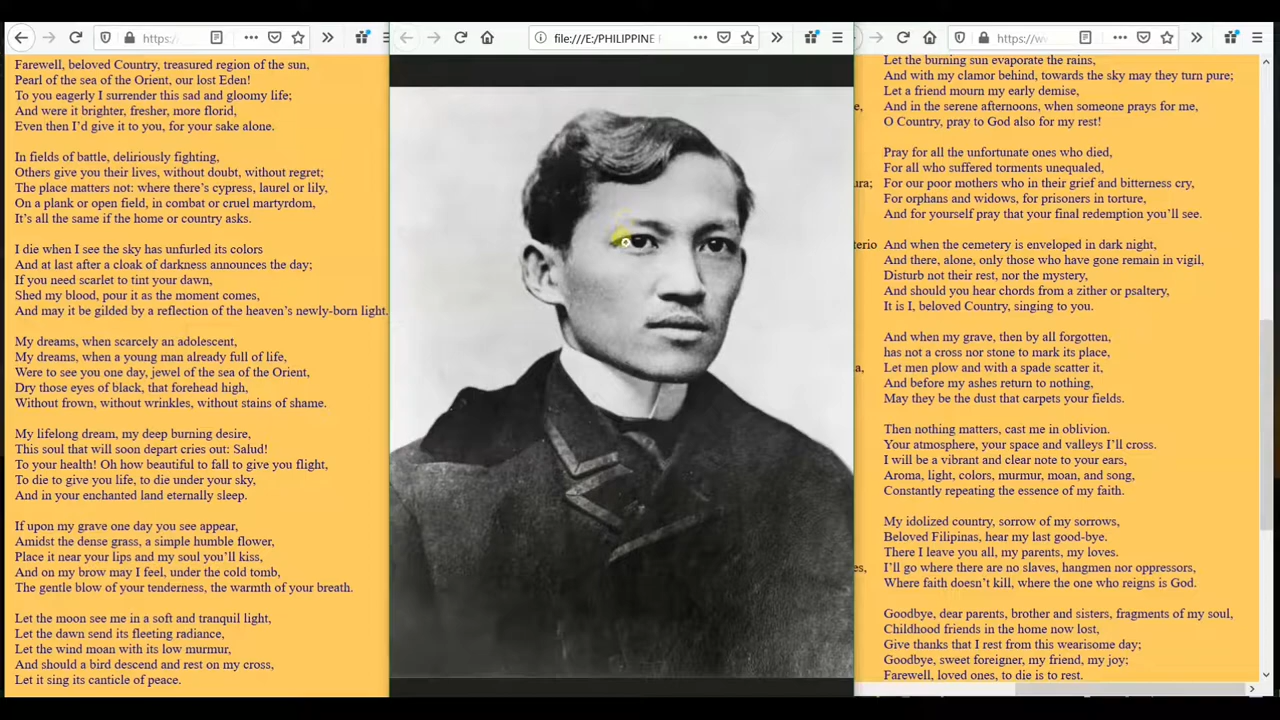 https://
file:///E:/PHILIPPINE
https://w
Farewell, beloved Country, treasured region of the sun,
Pearl of the sea of the Orient, our lost Eden!
To you eagerly I surrender this sad and gloomy life;
And were it brighter, fresher, more florid,
Even then I’d give it to you, for your sake alone.
In fields of battle, deliriously fighting,
Others give you their lives, without doubt, without regret;
The place matters not: where there’s cypress, laurel or lily,
On a plank or open field, in combat or cruel martyrdom,
It’s all the same if the home or country asks.
I die when I see the sky has unfurled its colors
And at last after a cloak of darkness announces the day;
If you need scarlet to tint your dawn,
Shed my blood, pour it as the moment comes,
And may it be gilded by a reflection of the heaven’s newly-born light.
My dreams, when scarcely an adolescent,
My dreams, when a young man already full of life,
Were to see you one day, jewel of the sea of the Orient,
Dry those eyes of black, that forehead high,
Without frown, without wrinkles, without stains of shame.
My lifelong dream, my deep burning desire,
This soul that will soon depart cries out: Salud!
To your health! Oh how beautiful to fall to give you flight,
To die to give you life, to die under your sky,
And in your enchanted land eternally sleep.
If upon my grave one day you see appear,
Amidst the dense grass, a simple humble flower,
Place it near your lips and my soul you’ll kiss,
And on my brow may I feel, under the cold tomb,
The gentle blow of your tenderness, the warmth of your breath.
Let the moon see me in a soft and tranquil light,
Let the dawn send its fleeting radiance,
Let the wind moan with its low murmur,
And should a bird descend and rest on my cross,
Let it sing its canticle of peace.
Let the burning sun evaporate the rains,
And with my clamor behind, towards the sky may they turn pure;
Let a friend mourn my early demise,
And in the serene afternoons, when someone prays for me,
O Country, pray to God also for my rest!
Pray for all the unfortunate ones who died,
For all who suffered torments unequaled,
For our poor mothers who in their grief and bitterness cry,
For orphans and widows, for prisoners in torture,
And for yourself pray that your final redemption you’ll see.
And when the cemetery is enveloped in dark night,
And there, alone, only those who have gone remain in vigil,
Disturb not their rest, nor the mystery,
And should you hear chords from a zither or psaltery,
It is I, beloved Country, singing to you.
And when my grave, then by all forgotten,
has not a cross nor stone to mark its place,
Let men plow and with a spade scatter it,
And before my ashes return to nothing,
May they be the dust that carpets your fields.
Then nothing matters, cast me in oblivion.
Your atmosphere, your space and valleys I’ll cross.
I will be a vibrant and clear note to your ears,
Aroma, light, colors, murmur, moan, and song,
Constantly repeating the essence of my faith.
My idolized country, sorrow of my sorrows,
Beloved Filipinas, hear my last good-bye.
There I leave you all, my parents, my loves.
I’ll go where there are no slaves, hangmen nor oppressors,
Where faith doesn’t kill, where the one who reigns is God.
Goodbye, dear parents, brother and sisters, fragments of my soul,
Childhood friends in the home now lost,
Give thanks that I rest from this wearisome day;
Goodbye, sweet foreigner, my friend, my joy;
Farewell, loved ones, to die is to rest.